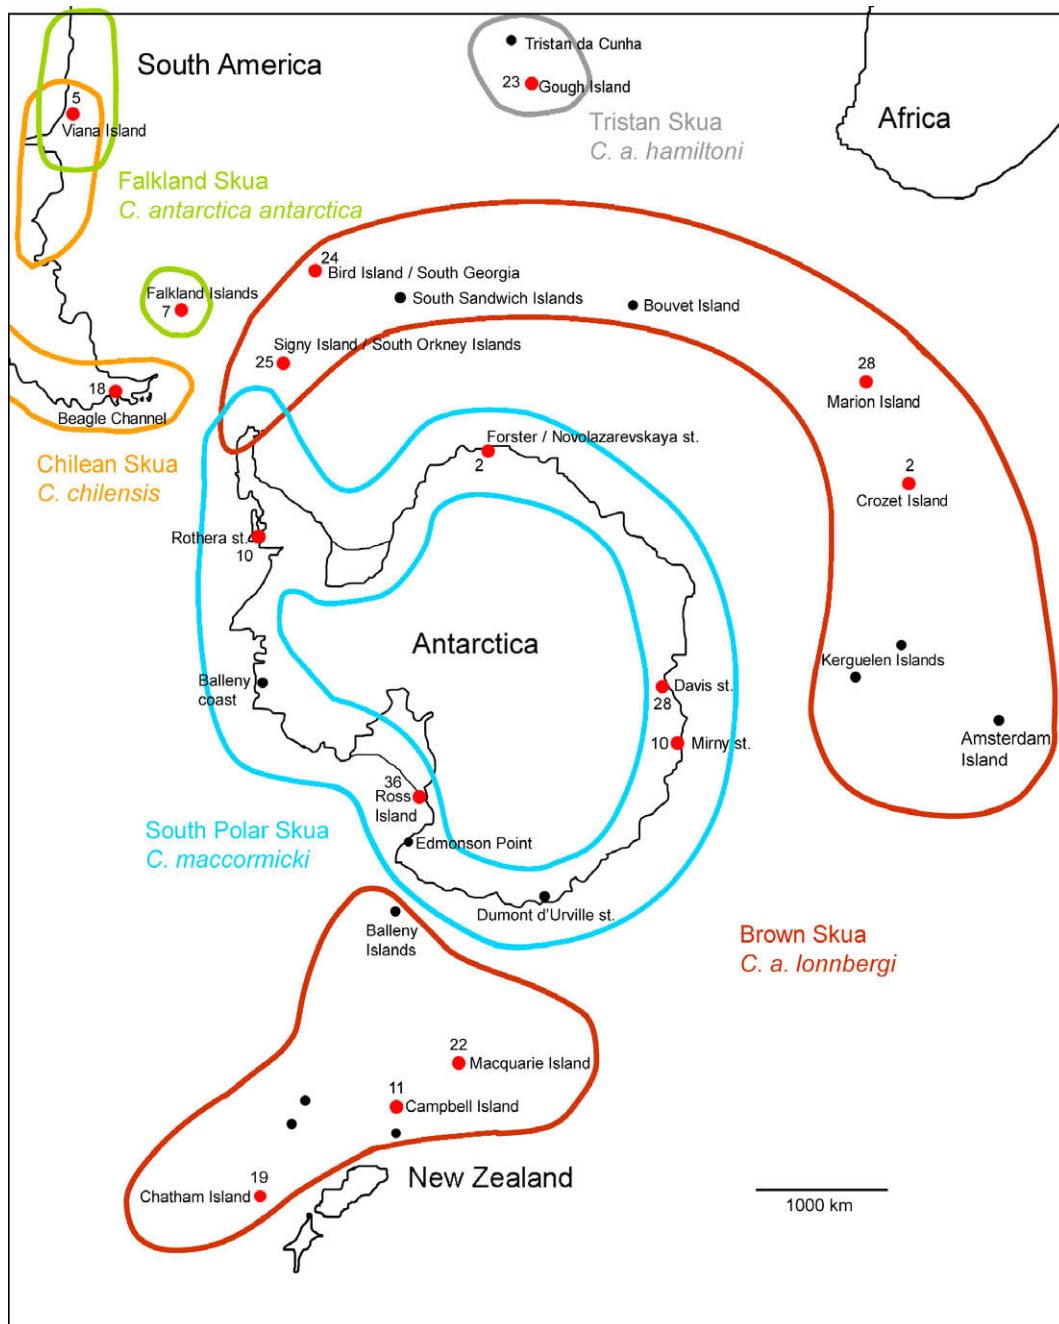 South America
Tristan da Cunha
23
Gough Island
Africa
5
Viana Island
Tristan Skua
C. a. hamiltoni
Falkland Skua
C. antarctica antarctica
24
Bird Island / South Georgia
Falkland Islands
7
South Sandwich Islands
Bouvet Island
Signy Island / South Orkney Islands
25
28
Marion Island
18
Beagle Channel
Forster / Novolazarevskaya st.
2
Chilean Skua
C. chilensis
2
Crozet Island
Rothera st.
10
Antarctica
Kerguelen Islands
Balleny
coast
Davis st.
28
10
Mirny st.
Amsterdam
Island
36
Ross
Island
South Polar Skua
C. maccormicki
Edmonson Point
Dumont d'Urville st.
Balleny
Islands
Brown Skua
C. a. lonnbergi
22
Macquarie Island
11
Campbell Island
New Zealand
19
Chatham Island
1000 km